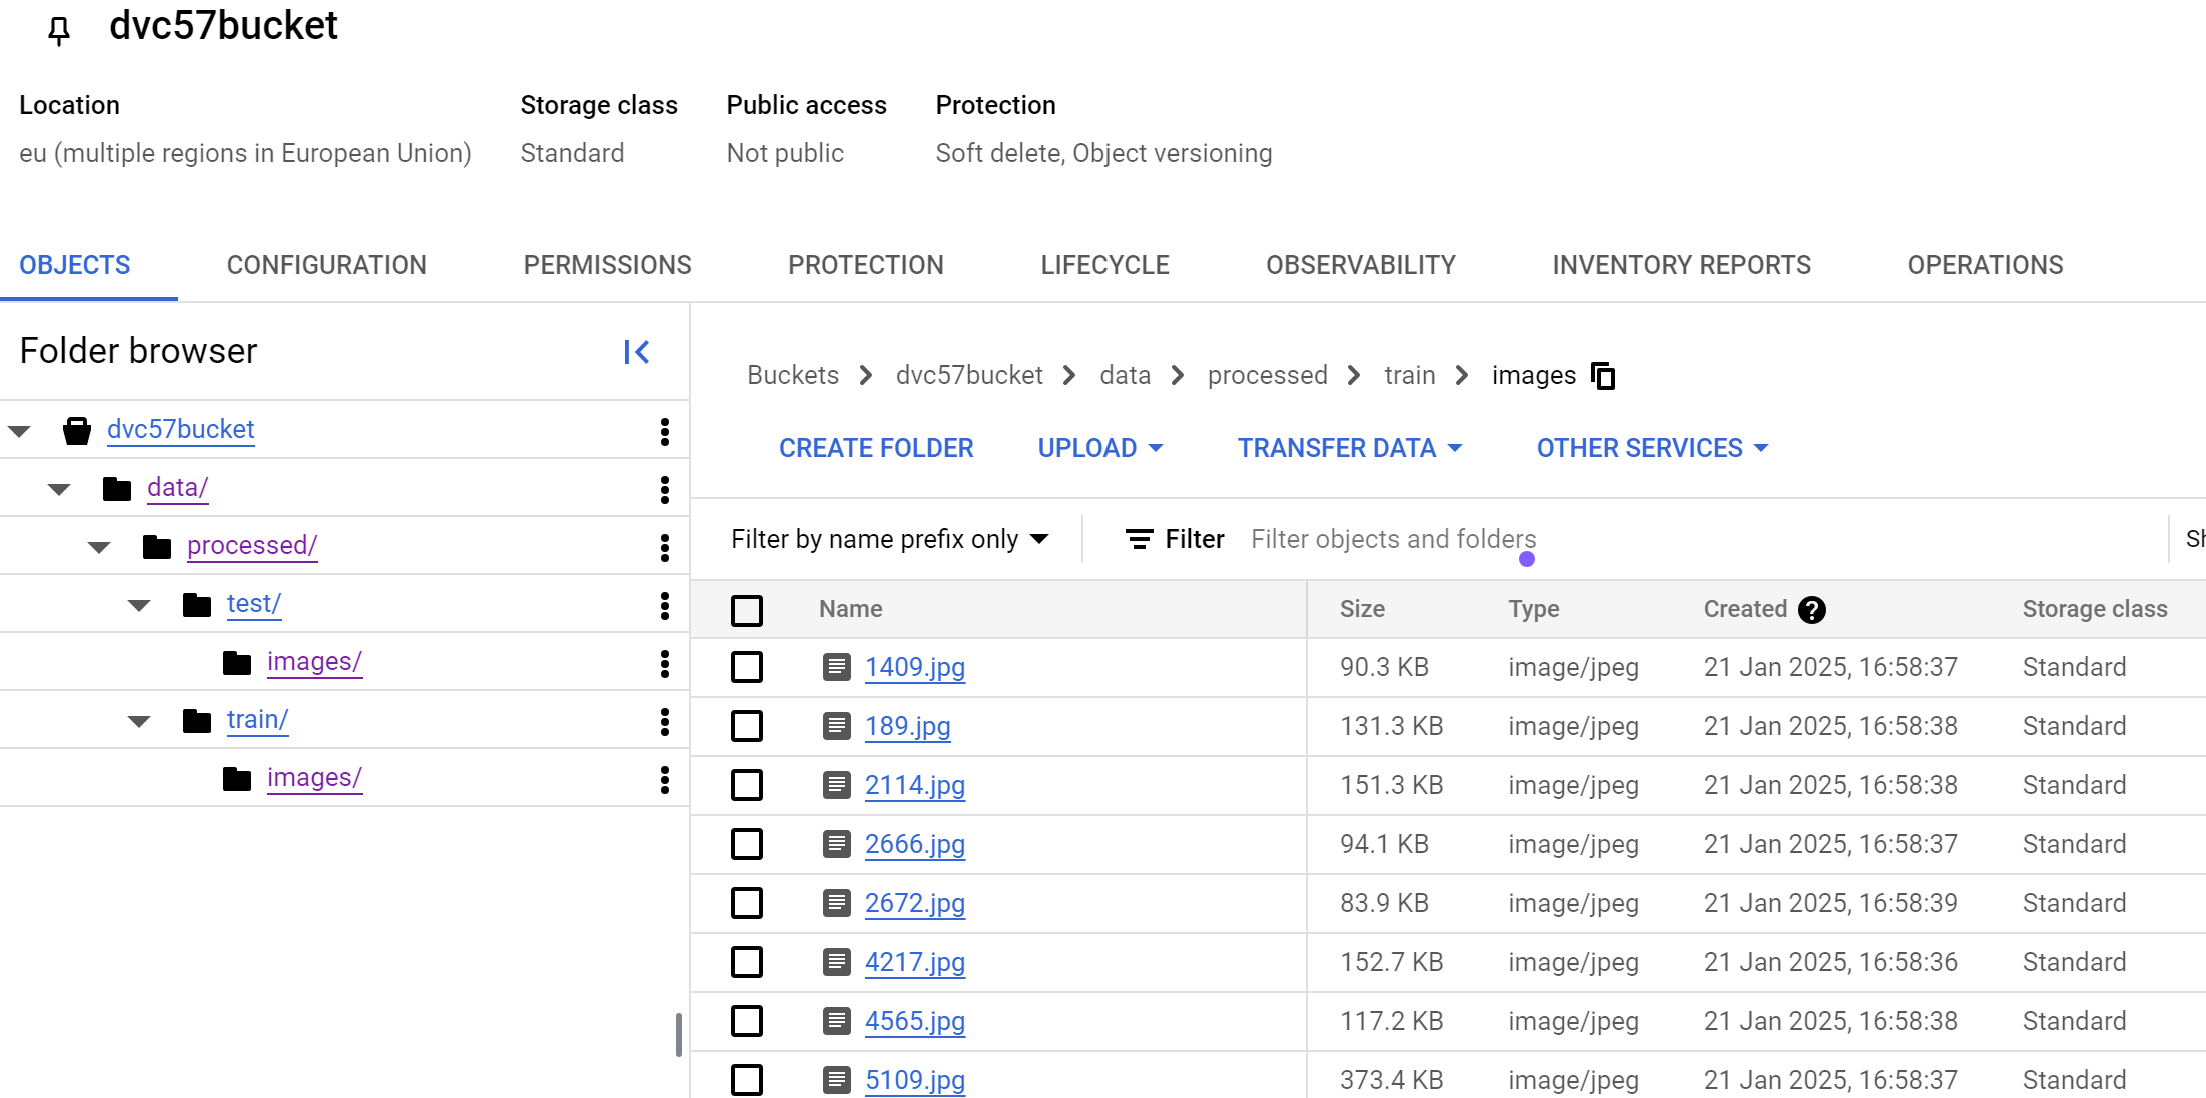 dvc57bucket
Location Storage class Public access Protection
eu (multiple regions in European Union) Standard Not public Soft delete, Object versioning
OBJECTS CONFIGURATION PERMISSIONS PROTECTION LIFECYCLE OBSERVABILITY INVENTORY REPORTS OPERATIONS
Folder browser
dvc57bucket
data/
processed/
test/
images/
train/
images/
Buckets dvc57bucket data processed train images
CREATE FOLDER UPLOAD TRANSFER DATA OTHER SERVICES
Filter by name prefix only Filter Filter objects and folders
Name Size Type Created Storage class
1409.jpg 90.3 KB image/jpeg 21 Jan 2025, 16:58:37 Standard
189.jpg 131.3 KB image/jpeg 21 Jan 2025, 16:58:38 Standard
2114.jpg 151.3 KB image/jpeg 21 Jan 2025, 16:58:38 Standard
2666.jpg 94.1 KB image/jpeg 21 Jan 2025, 16:58:37 Standard
2672.jpg 83.9 KB image/jpeg 21 Jan 2025, 16:58:39 Standard
4217.jpg 152.7 KB image/jpeg 21 Jan 2025, 16:58:36 Standard
4565.jpg 117.2 KB image/jpeg 21 Jan 2025, 16:58:38 Standard
5109.jpg 373.4 KB image/jpeg 21 Jan 2025, 16:58:37 Standard